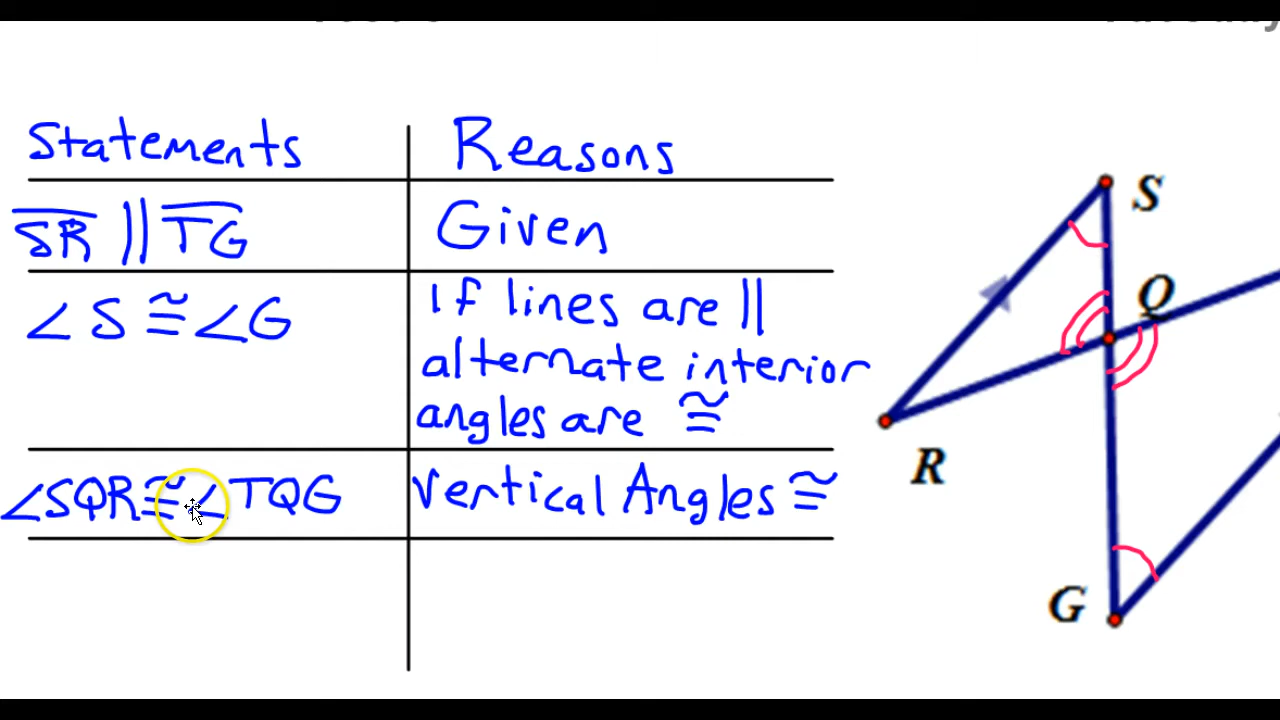 Statements
Reasons
SR || TG
Given
∠S ≅ ∠G
If lines are ||
alternate interior
angles are ≅
∠SQR ≅ ∠TQG
Vertical Angles ≅
S
Q
R
G